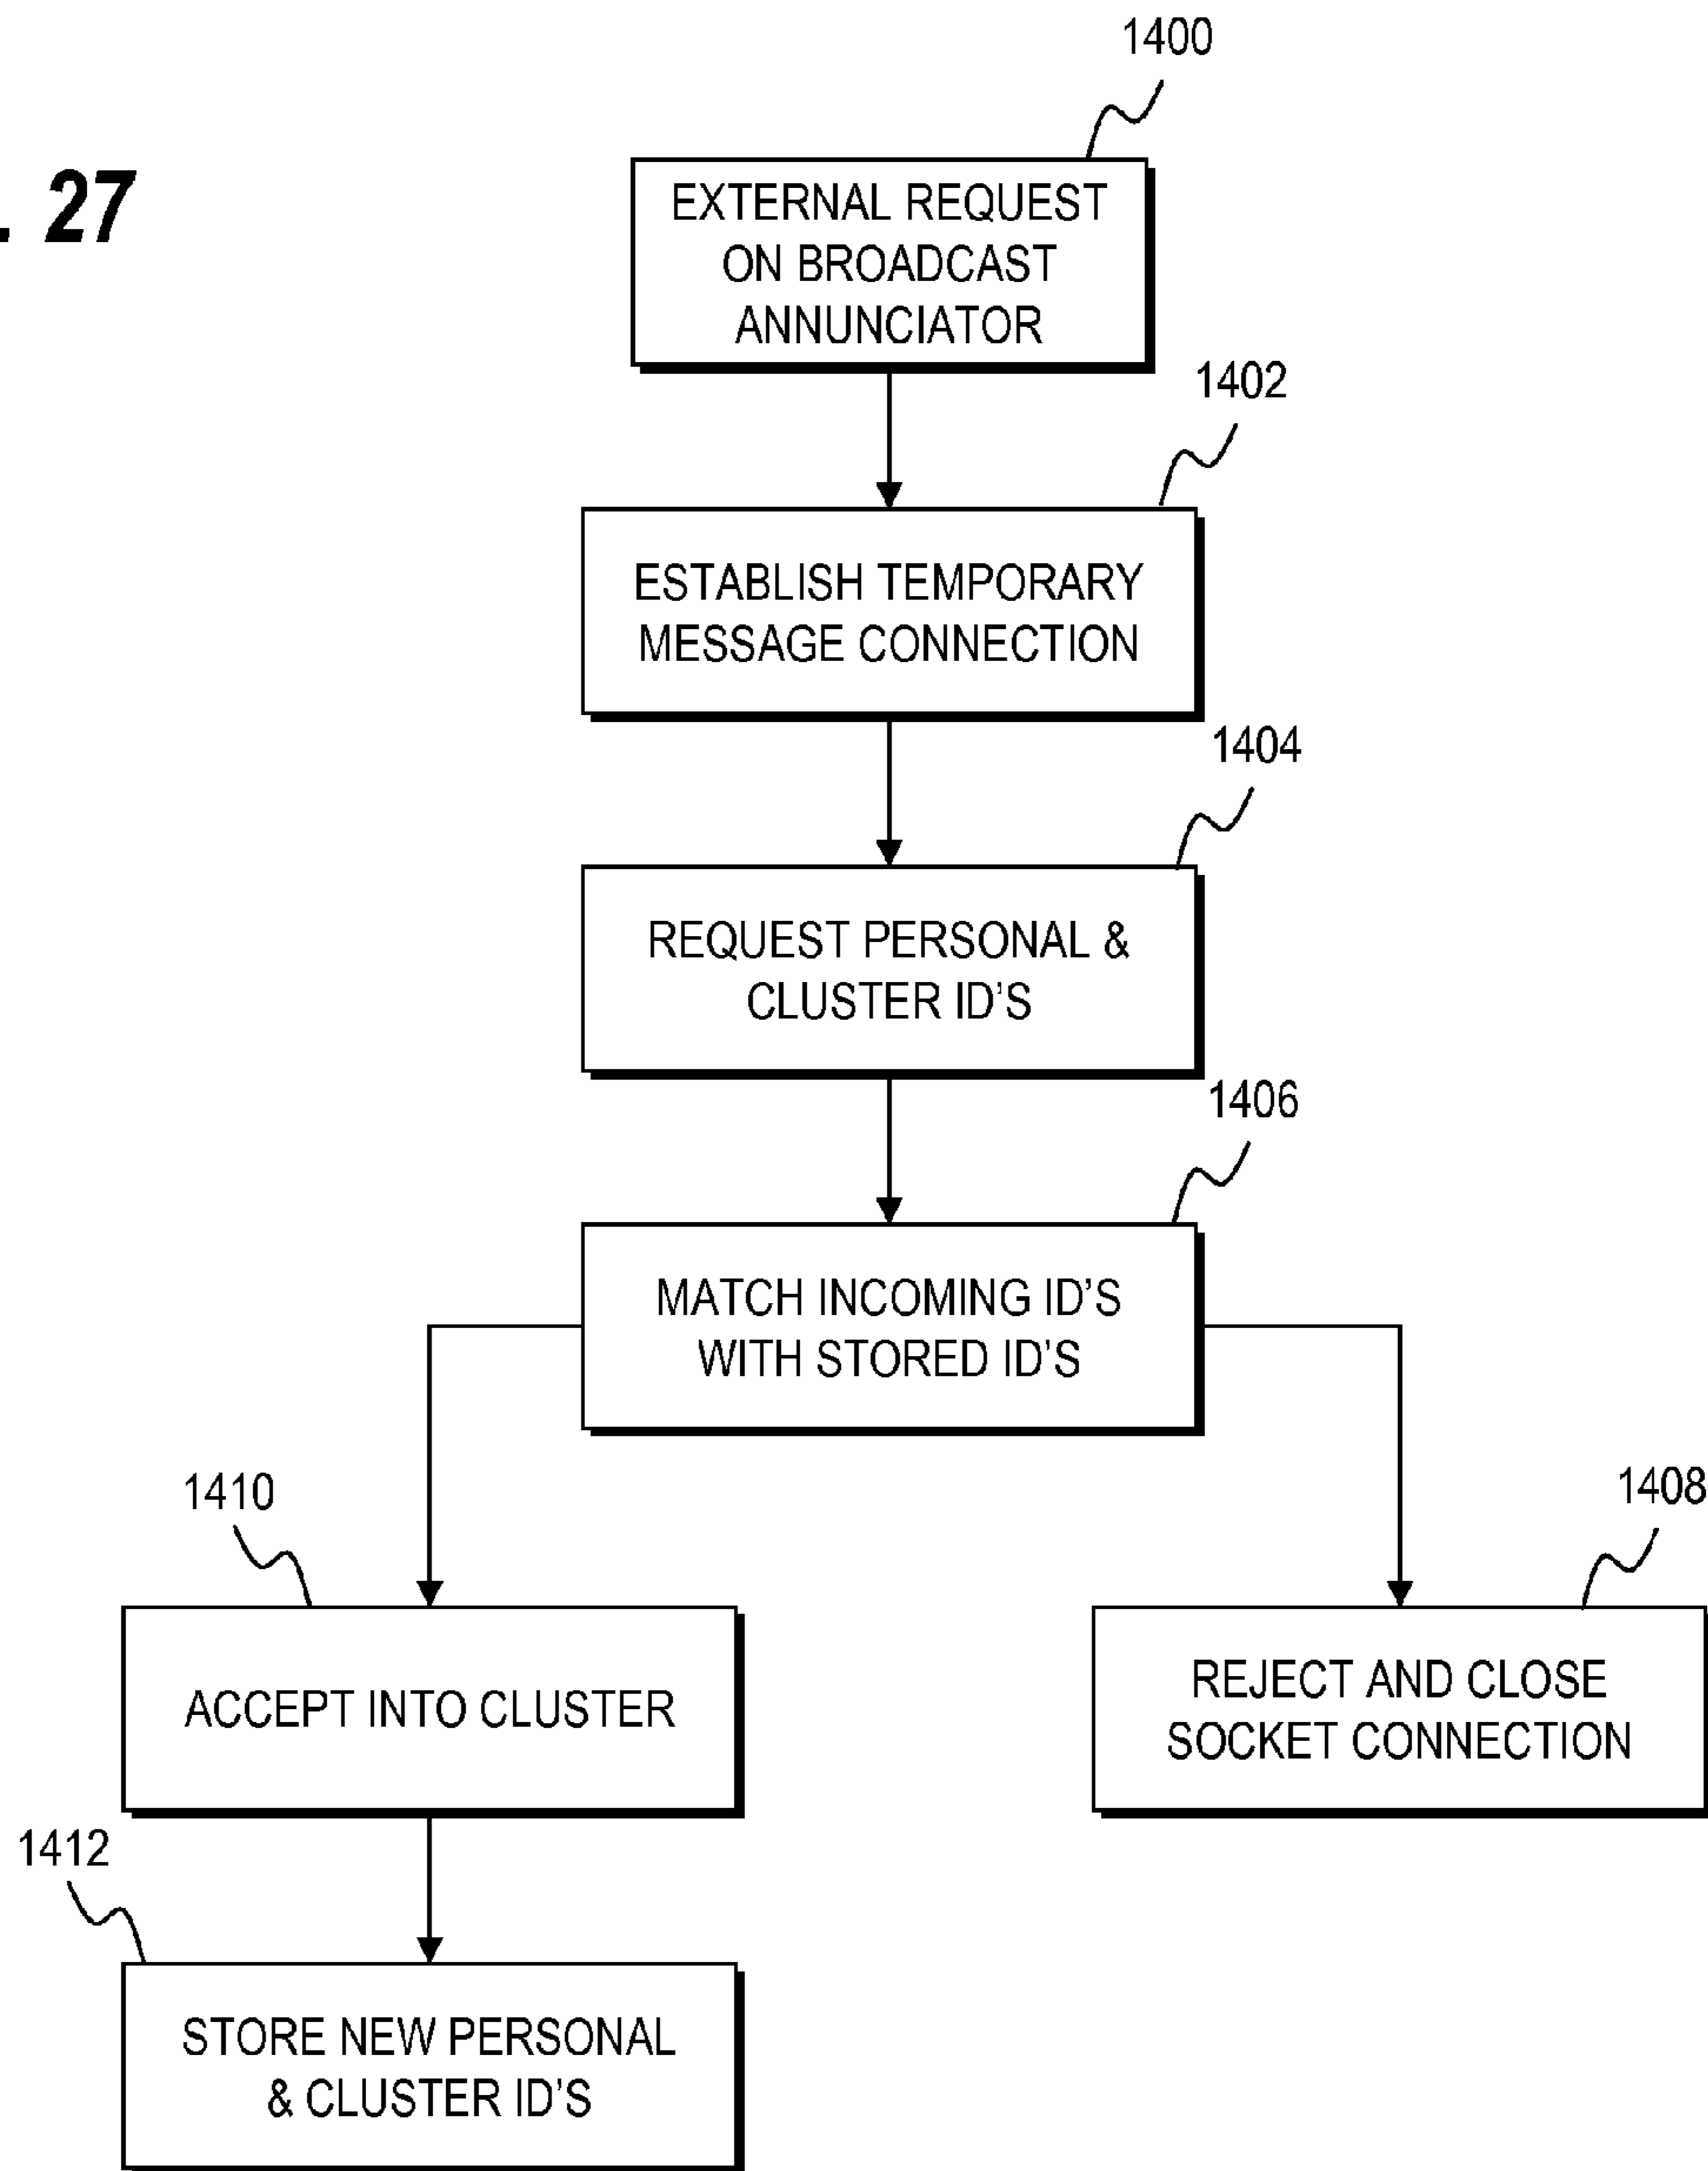 . 27
1400
EXTERNAL REQUEST
ON BROADCAST
ANNUNCIATOR
1402
ESTABLISH TEMPORARY
MESSAGE CONNECTION
1404
REQUEST PERSONAL &
CLUSTER ID'S
1406
MATCH INCOMING ID'S
WITH STORED ID'S
1410
1408
ACCEPT INTO CLUSTER
REJECT AND CLOSE
SOCKET CONNECTION
1412
STORE NEW PERSONAL
& CLUSTER ID'S